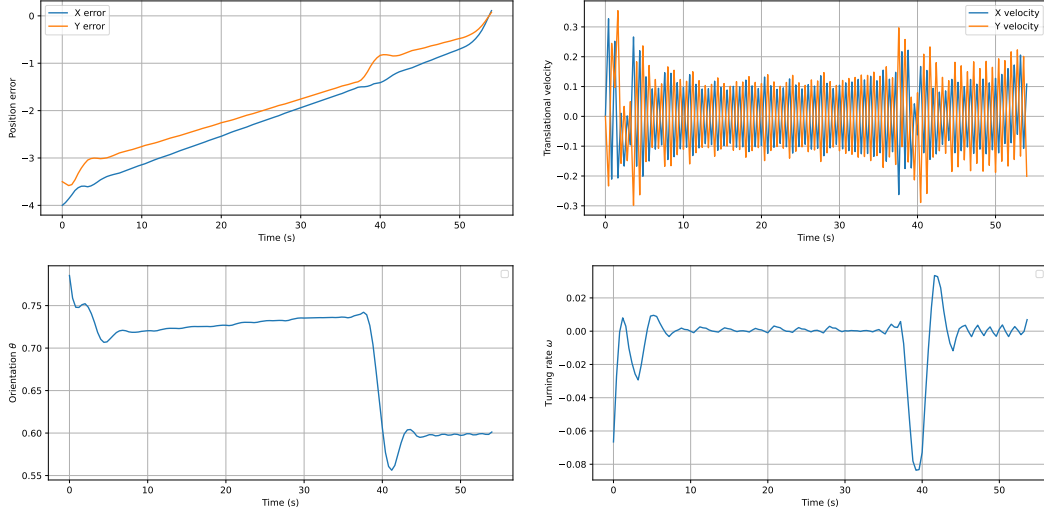 X error
Y error
Position error
0
−1
−2
−3
−4
0 10 20 30 40 50
Time (s)
X velocity
Y velocity
Translational velocity
0.3
0.2
0.1
0.0
−0.1
−0.2
−0.3
0 10 20 30 40 50
Time (s)
Orientation θ
0.75
0.70
0.65
0.60
0.55
0 10 20 30 40 50
Time (s)
Turning rate ω
0.02
0.00
−0.02
−0.04
−0.06
−0.08
0 10 20 30 40 50
Time (s)